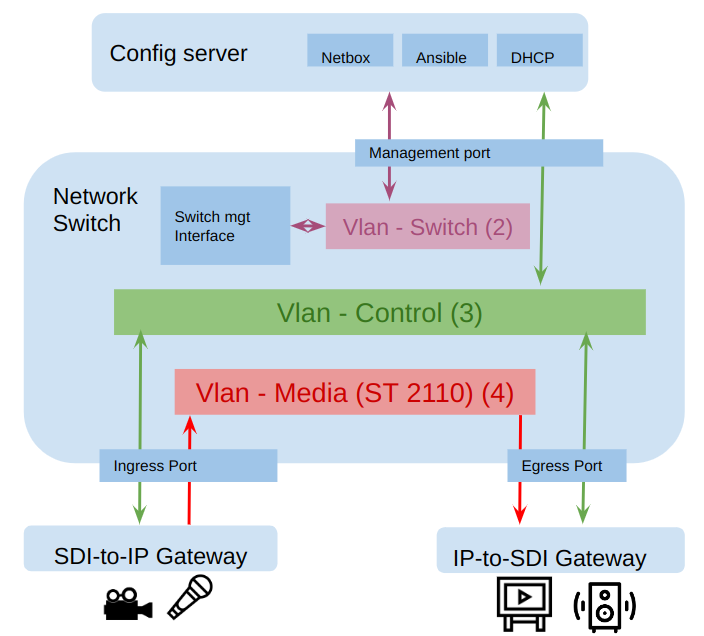 Config server
Netbox
Ansible
DHCP
Management port
Network
Switch
Switch mgt
Interface
Vlan - Switch (2)
Vlan - Control (3)
Vlan - Media (ST 2110) (4)
Ingress Port
Egress Port
SDI-to-IP Gateway
IP-to-SDI Gateway